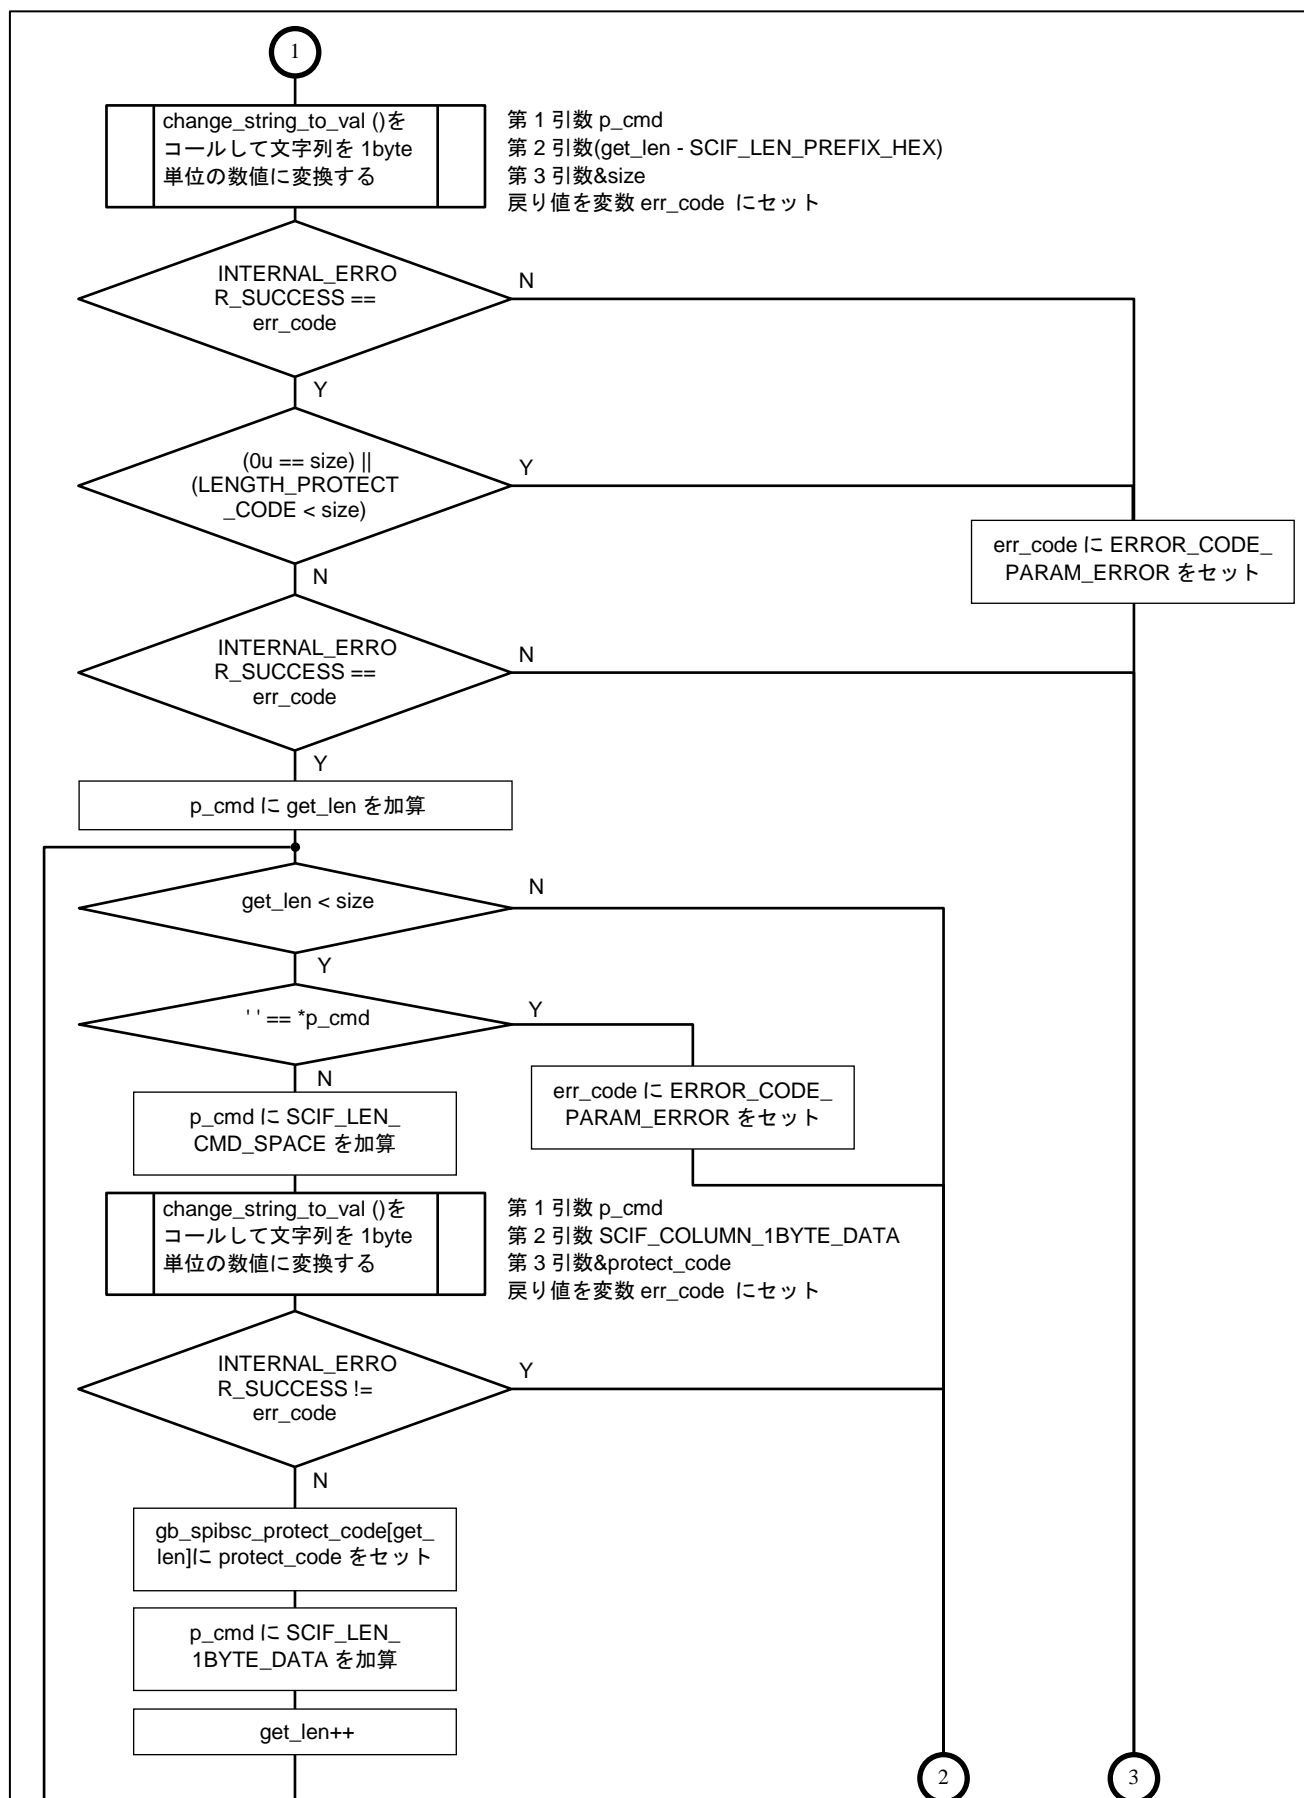 1
change_string_to_val ()を
コールして文字列を 1byte
単位の数値に変換する
第 1 引数 p_cmd
第 2 引数(get_len - SCIF_LEN_PREFIX_HEX)
第 3 引数&size
戻り値を変数 err_code にセット
INTERNAL_ERRO
R_SUCCESS ==
err_code
N
Y
(0u == size) ||
(LENGTH_PROTECT
_CODE < size)
Y
err_code に ERROR_CODE_
PARAM_ERROR をセット
N
INTERNAL_ERRO
R_SUCCESS ==
err_code
N
Y
p_cmd に get_len を加算
get_len < size
N
Y
' ' == *p_cmd
Y
err_code に ERROR_CODE_
PARAM_ERROR をセット
N
p_cmd に SCIF_LEN_
CMD_SPACE を加算
change_string_to_val ()を
コールして文字列を 1byte
単位の数値に変換する
第 1 引数 p_cmd
第 2 引数 SCIF_COLUMN_1BYTE_DATA
第 3 引数&protect_code
戻り値を変数 err_code にセット
INTERNAL_ERRO
R_SUCCESS !=
err_code
Y
N
gb_spibsc_protect_code[get_
len]に protect_code をセット
p_cmd に SCIF_LEN_
1BYTE_DATA を加算
get_len++
2
3